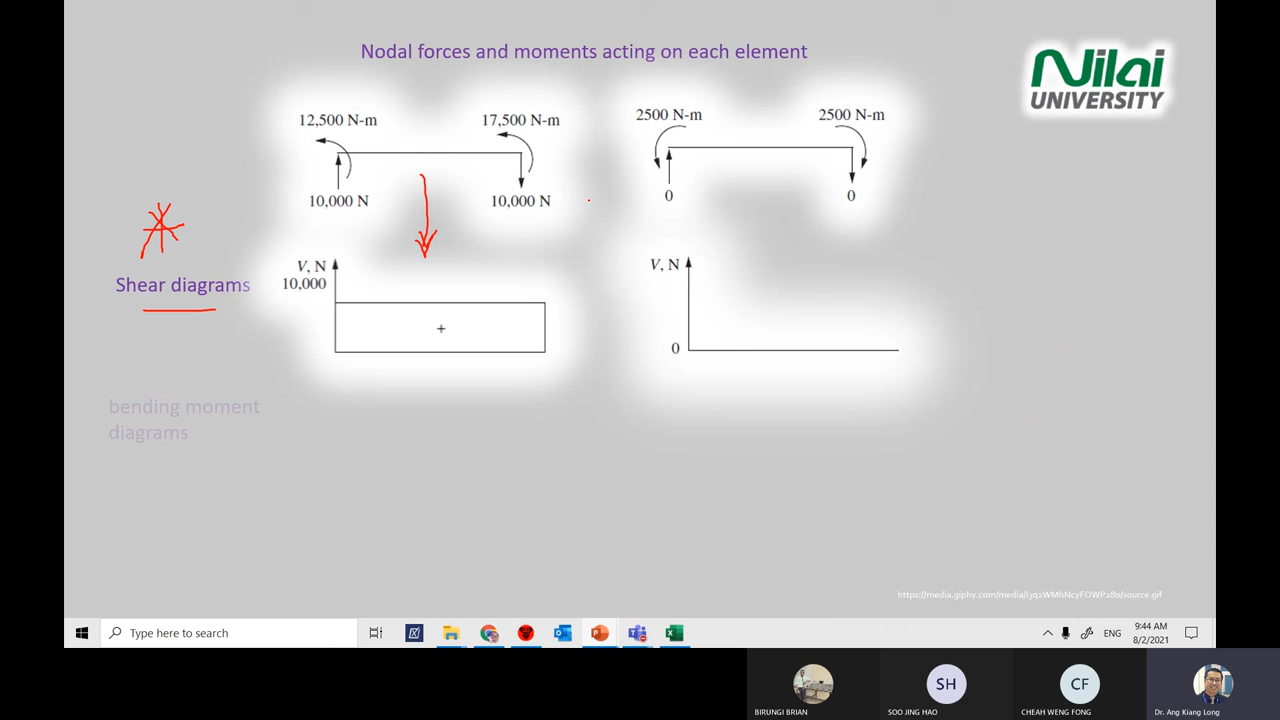 Nodal forces and moments acting on each element
Nilai
UNIVERSITY
12,500 N-m
17,500 N-m
2500 N-m
2500 N-m
10,000 N
10,000 N
0
0
Shear diagrams
V, N
10,000
+
V, N
0
bending moment
diagrams
https://media.giphy.com/media/l3q2WMhNcyFOWP280/source.gif
Type here to search
ENG
9:44 AM
8/2/2021
SH
CF
BIRUNGI BRIAN
SOO JING HAO
CHEAH WENG FONG
Dr. Ang Kiang Long